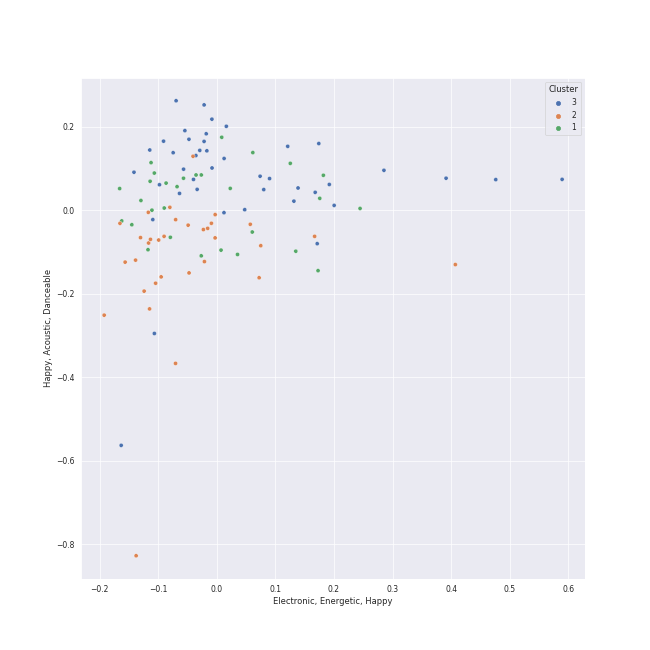 Cluster
3
2
1
0.2
0.0
−0.2
−0.4
−0.6
−0.8
Happy, Acoustic, Danceable
−0.2 −0.1 0.0 0.1 0.2 0.3 0.4 0.5 0.6
Electronic, Energetic, Happy